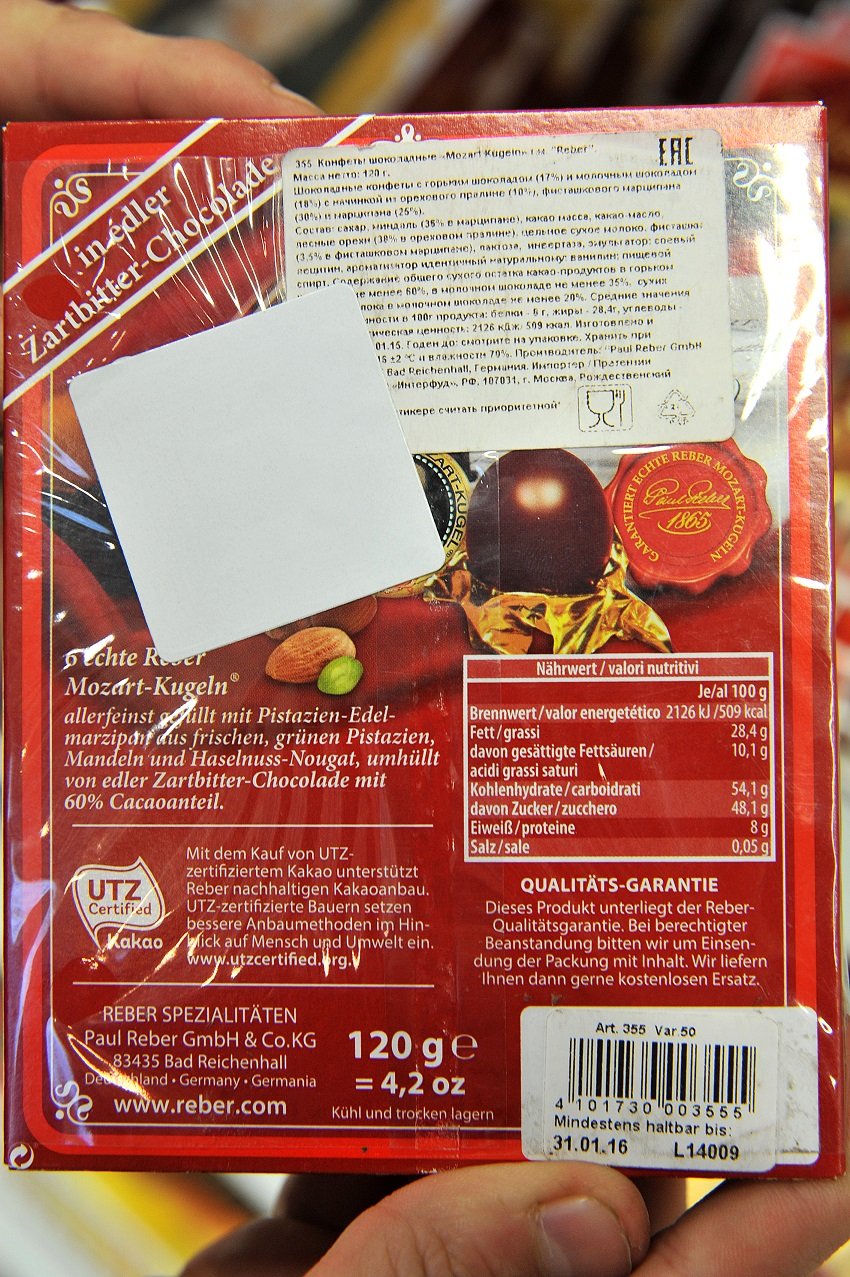 in edler
Zartbitter-Chocolade
355 Конфеты шоколадные «Mozart Kugeln» т.м. "Reber".
EAC
Масса нетто: 120 г.
Шоколадные конфеты с горьким шоколадом (17%) и молочным шоколадом
(18%) с начинкой из орехового пралине (10%), фисташкового марципана
(30%) и марципана (25%).
Состав: сахар, миндаль (35% в марципане), какао масса, какао-масло,
лесные орехи (38% в ореховом пралине), цельное сухое молоко, фисташки
(3,5% в фисташковом марципане), лактоза, инвертаза, эмульгатор: соевый
лецитин, ароматизатор идентичный натуральному: ванилин; пищевой
спирт. Содержание общего сухого остатка какао-продуктов в горьком
не менее 60%, в молочном шоколаде не менее 35%, сухих
в молочном шоколаде не менее 20%. Средние значения
в 100г продукта: белки - 8 г, жиры - 28,4г, углеводы -
ценность: 2126 кДж/ 509 ккал. Изготовлено и
01.15. Годен до: смотрите на упаковке. Хранить при
±2 °C и влажности 70%. Производитель: "Paul Reber GmbH
Bad Reichenhall, Германия. Импортер / Претензии
«Интерфуд», РФ, 107031, г. Москва, Рождественский
считать приоритетной"
GARANTIERT ECHTE REBER MOZART-KUGELN
Paul Reber
1865
6 echte Reber
Mozart-Kugeln®
allerfeinst gefüllt mit Pistazien-Edel-
marzipan aus frischen, grünen Pistazien,
Mandeln und Haselnuss-Nougat, umhüllt
von edler Zartbitter-Chocolade mit
60% Cacaoanteil.
Nährwert / valori nutritivi
Je/al 100 g
Brennwert/valor energetético 2126 kJ /509 kcal
Fett/grassi 28,4 g
davon gesättigte Fettsäuren/ 10,1 g
acidi grassi saturi
Kohlenhydrate/carboidrati 54,1 g
davon Zucker/zucchero 48,1 g
Eiweiß/proteine 8 g
Salz/sale 0,05 g
UTZ
Certified
Kakao
Mit dem Kauf von UTZ-
zertifiziertem Kakao unterstützt
Reber nachhaltigen Kakaoanbau.
UTZ-zertifizierte Bauern setzen
bessere Anbaumethoden im Hin-
blick auf Mensch und Umwelt ein.
www.utzcertified.org.
QUALITÄTS-GARANTIE
Dieses Produkt unterliegt der Reber-
Qualitätsgarantie. Bei berechtigter
Beanstandung bitten wir um Einsen-
dung der Packung mit Inhalt. Wir liefern
Ihnen dann gerne kostenlosen Ersatz.
REBER SPEZIALITÄTEN
Paul Reber GmbH & Co.KG
83435 Bad Reichenhall
Deutschland • Germany • Germania
www.reber.com
120 g e
= 4,2 oz
Kühl und trocken lagern
Art. 355 Var 50
4 101730 003555
Mindestens haltbar bis:
31.01.16 L14009